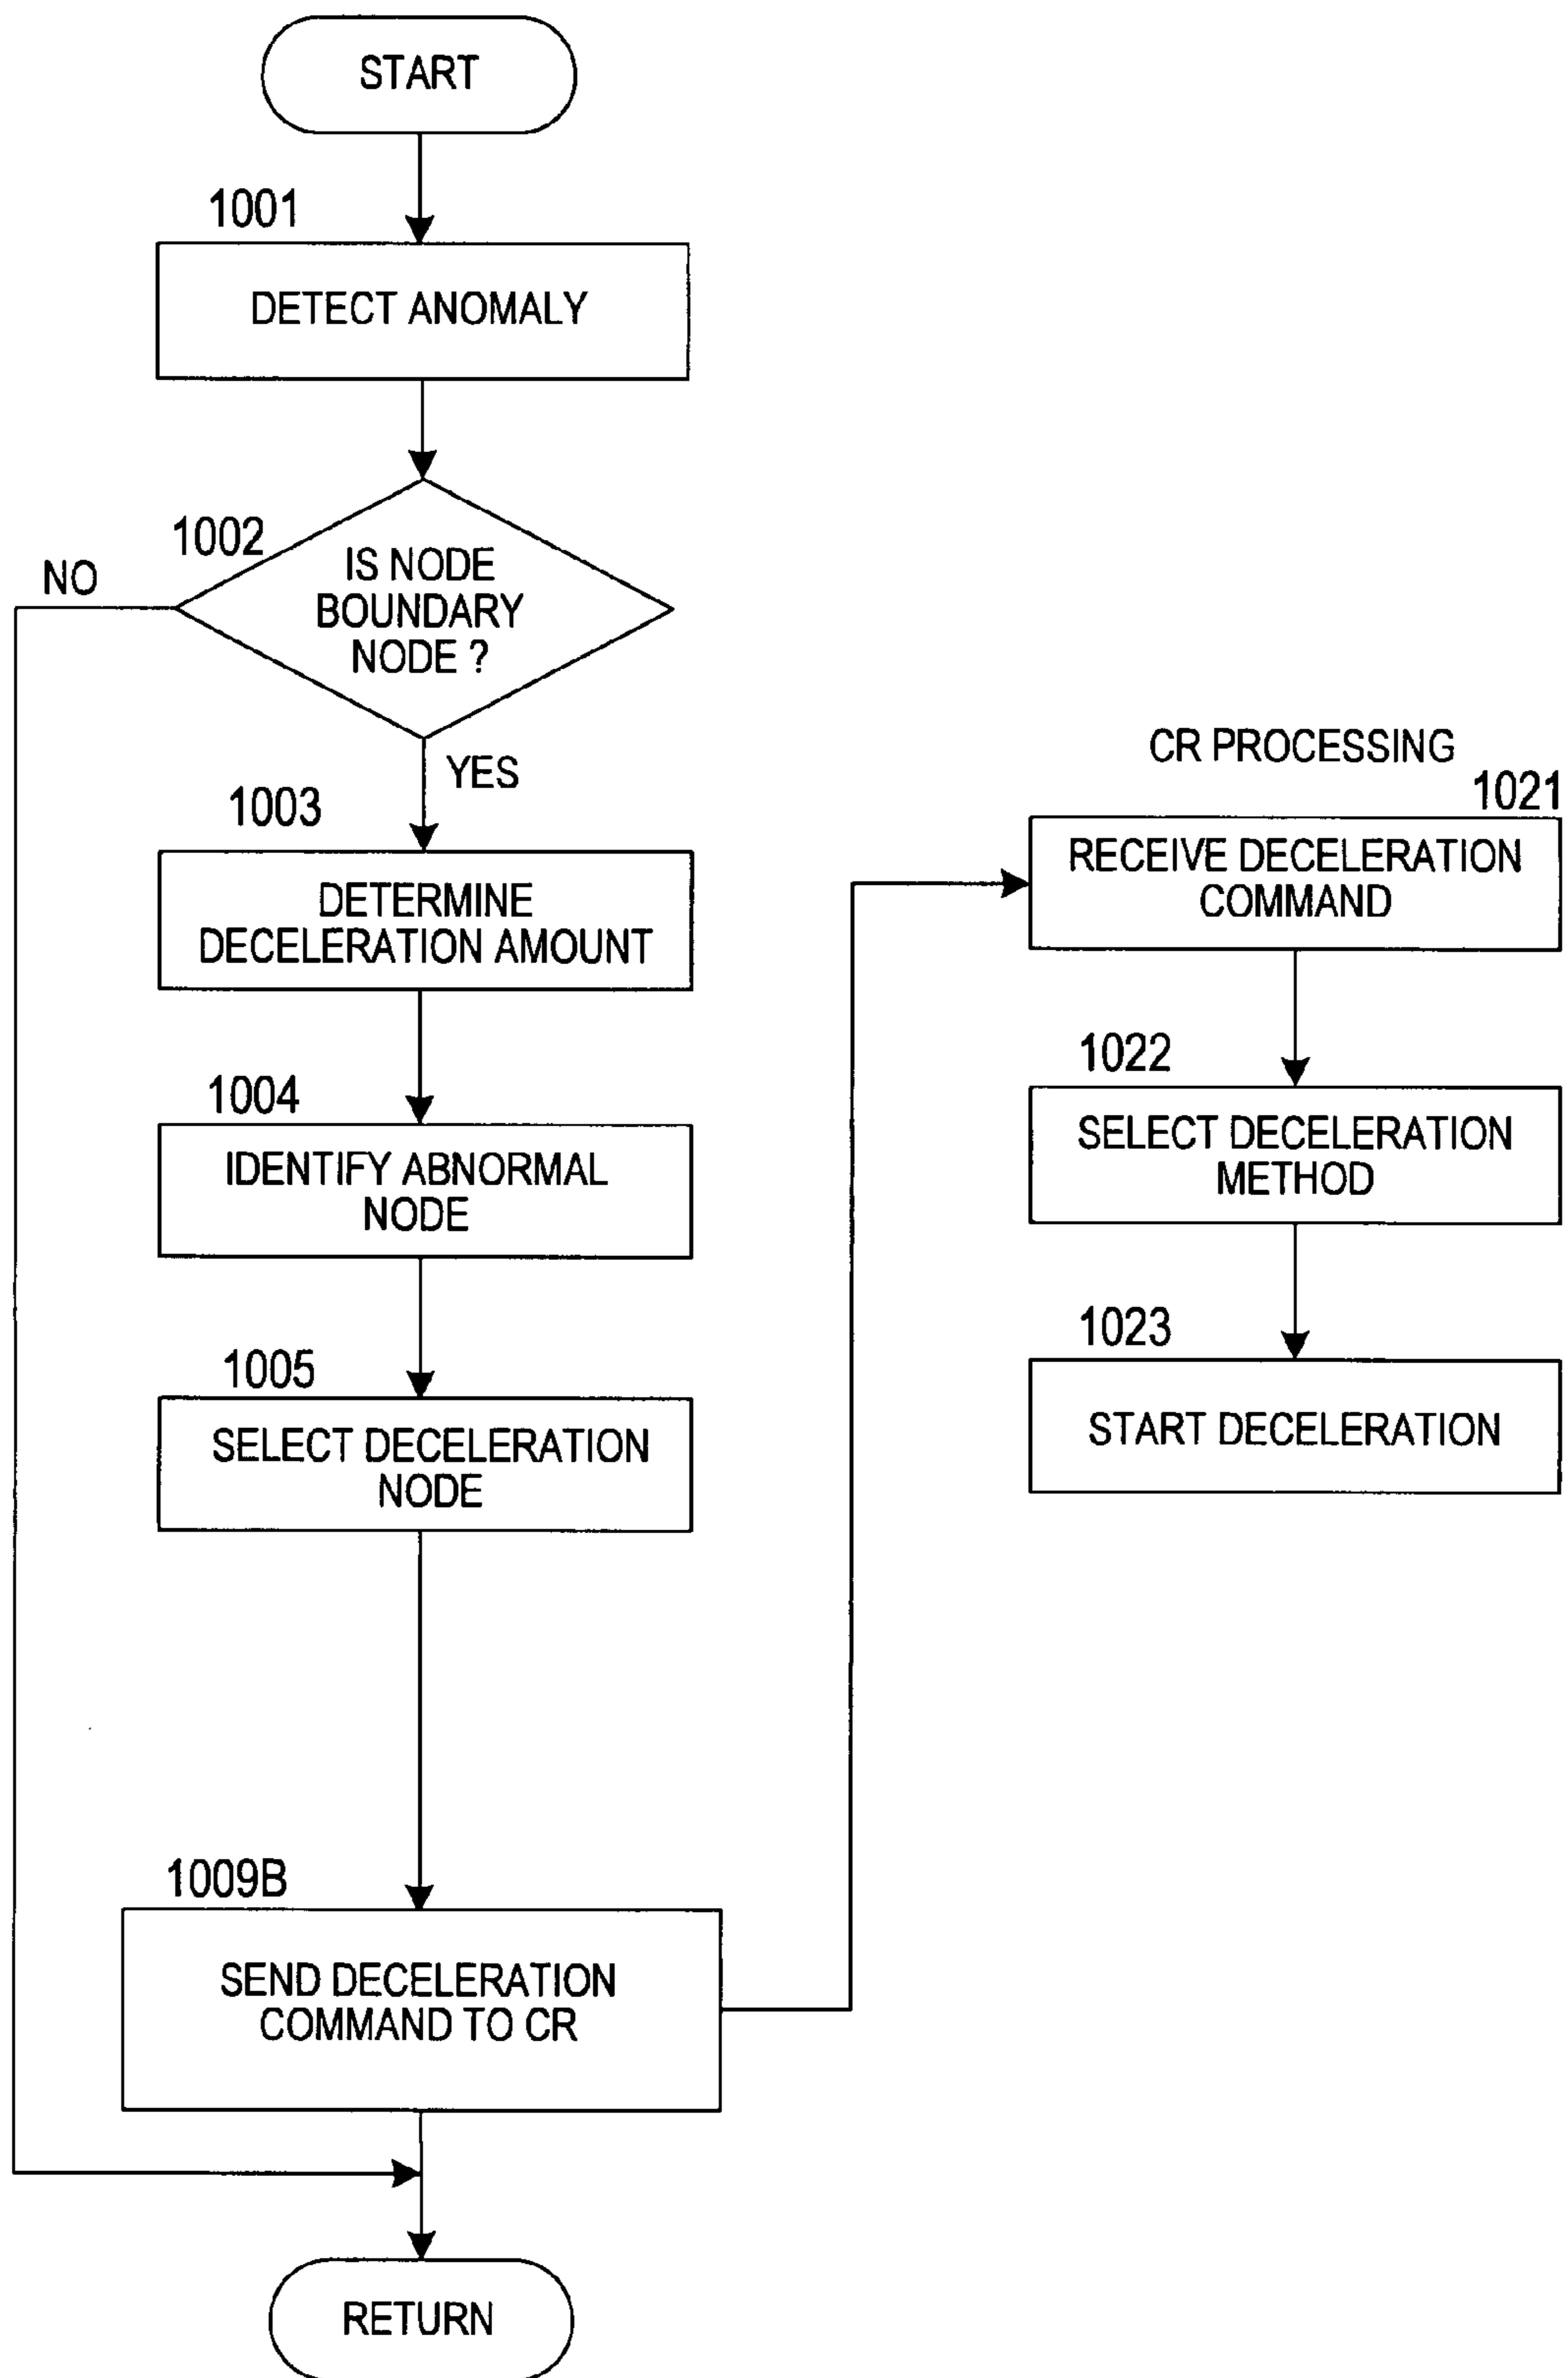 START
1001
DETECT ANOMALY
1002
NO
IS NODE
BOUNDARY
NODE ?
YES
1003
DETERMINE
DECELERATION AMOUNT
1004
IDENTIFY ABNORMAL
NODE
1005
SELECT DECELERATION
NODE
1009B
SEND DECELERATION
COMMAND TO CR
RETURN
CR PROCESSING
1021
RECEIVE DECELERATION
COMMAND
1022
SELECT DECELERATION
METHOD
1023
START DECELERATION